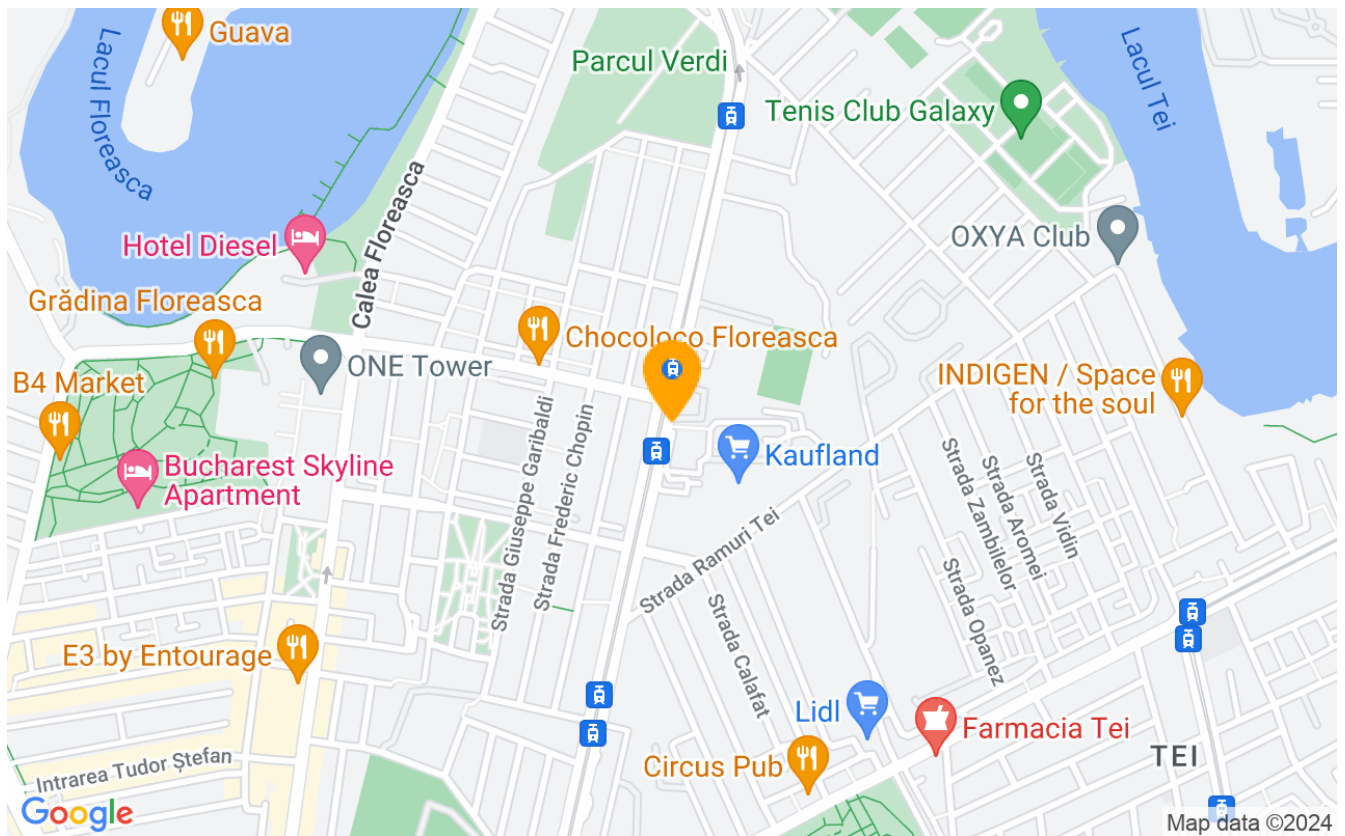 Guava
Lacul Floreasca
Parcul Verdi
Tenis Club Galaxy
Lacul Tei
Calea Floreasca
Hotel Diesel
OXYA Club
Grădina Floreasca
Chocoloco Floreasca
ONE Tower
B4 Market
INDIGEN / Space
for the soul
Bucharest Skyline
Apartment
Strada Giuseppe Garibaldi
Strada Frederic Chopin
Kaufland
Strada Zambilelor
Strada Aromei
Strada Vidin
Strada Ramuri Tei
Strada Opanez
Strada Calafat
E3 by Entourage
Lidl
Farmacia Tei
Circus Pub
TEI
Intrarea Tudor Ștefan
Google
Map data ©2024